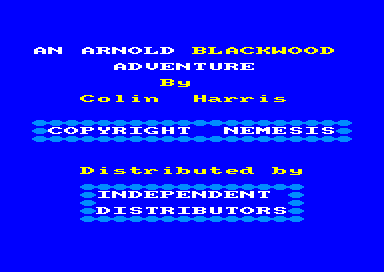 AN ARNOLD BLACKWOOD
ADVENTURE
By
Colin Harris
COPYRIGHT NEMESIS
Distributed by
INDEPENDENT
DISTRIBUTORS